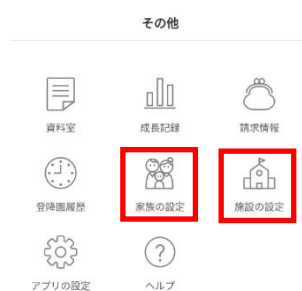 その他
資料室 成長記録 請求情報
登降園履歴 家族の設定 施設の設定
アプリの設定 ヘルプ